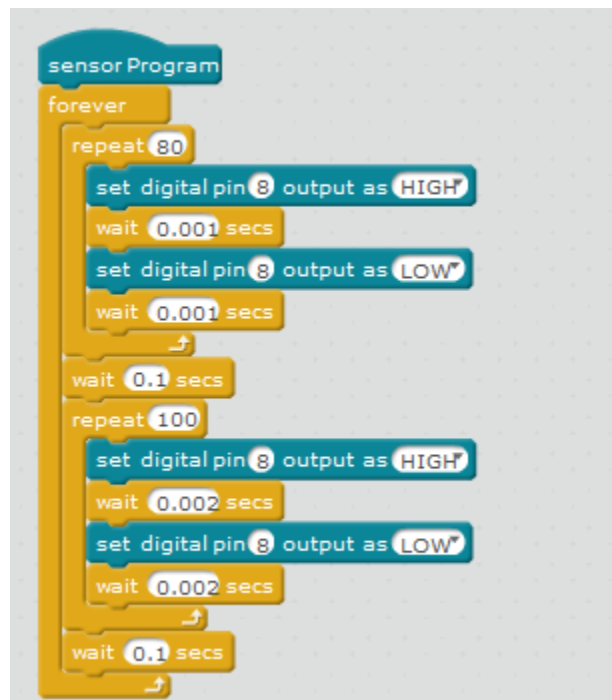 sensor Program
forever
repeat 80
set digital pin 8 output as HIGH
wait 0.001 secs
set digital pin 8 output as LOW
wait 0.001 secs
wait 0.1 secs
repeat 100
set digital pin 8 output as HIGH
wait 0.002 secs
set digital pin 8 output as LOW
wait 0.002 secs
wait 0.1 secs